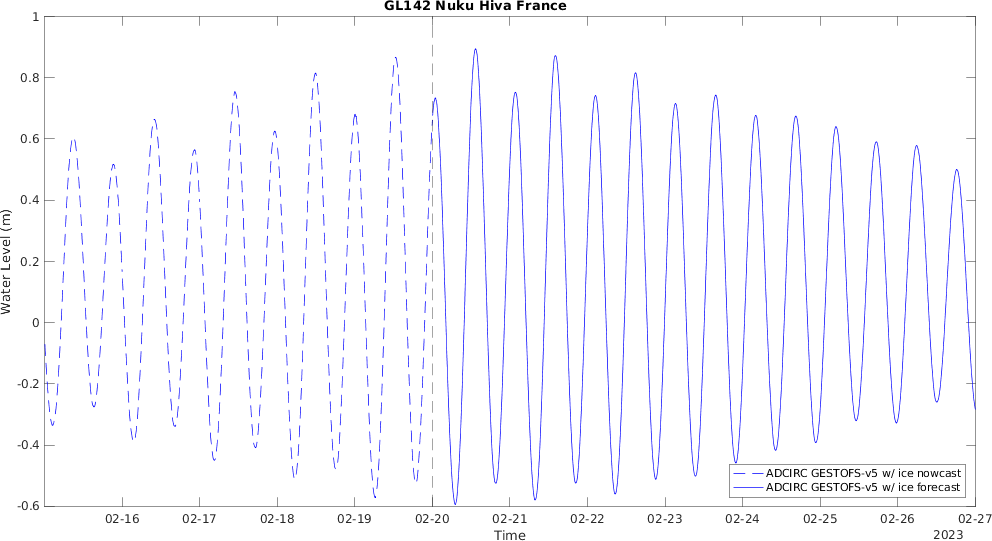 GL142 Nuku Hiva France
Water Level (m)
1
0.8
0.6
0.4
0.2
0
-0.2
-0.4
-0.6
ADCIRC GESTOFS-v5 w/ ice nowcast
ADCIRC GESTOFS-v5 w/ ice forecast
02-16 02-17 02-18 02-19 02-20 02-21 02-22 02-23 02-24 02-25 02-26 02-27
Time
2023